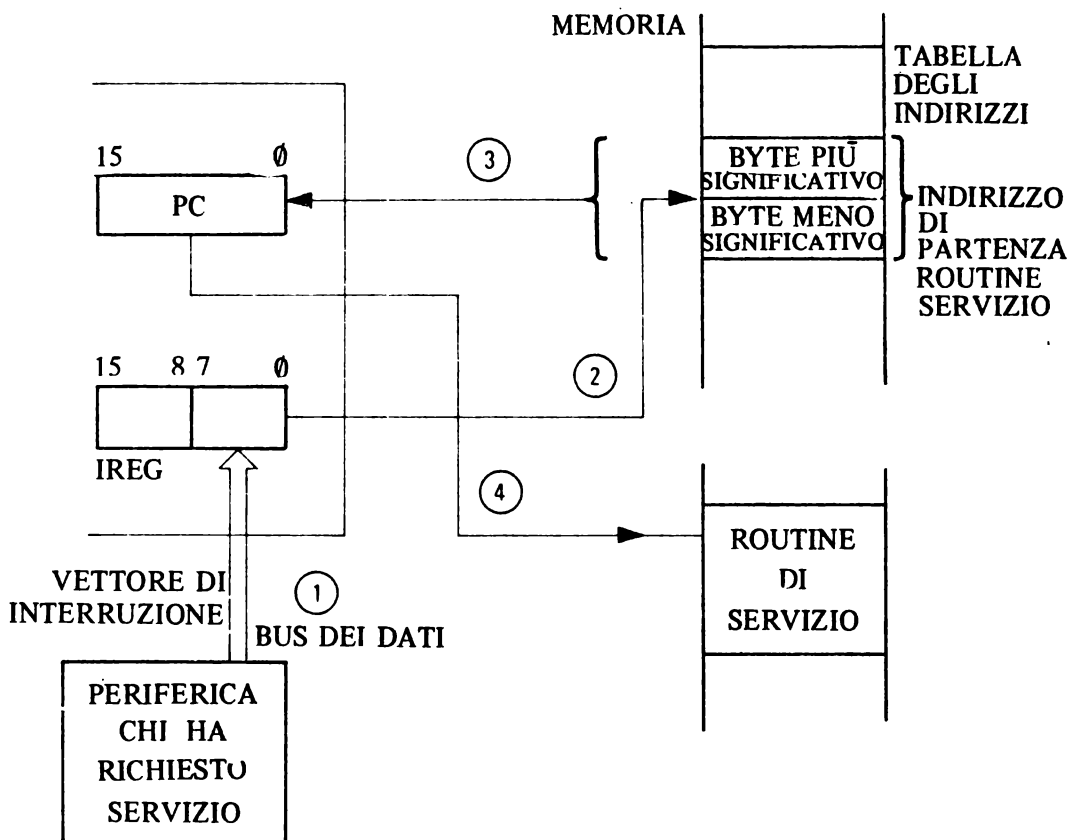 MEMORIA
TABELLA
DEGLI
INDIRIZZI
15 Ø
PC
3
BYTE PIÙ
SIGNIFICATIVO
BYTE MENO
SIGNIFICATIVO
INDIRIZZO
DI
PARTENZA
ROUTINE
SERVIZIO
15 8 7 Ø
IREG
2
4
ROUTINE
DI
SERVIZIO
VETTORE DI
INTERRUZIONE
1
BUS DEI DATI
PERIFERICA
CHI HA
RICHIESTO
SERVIZIO